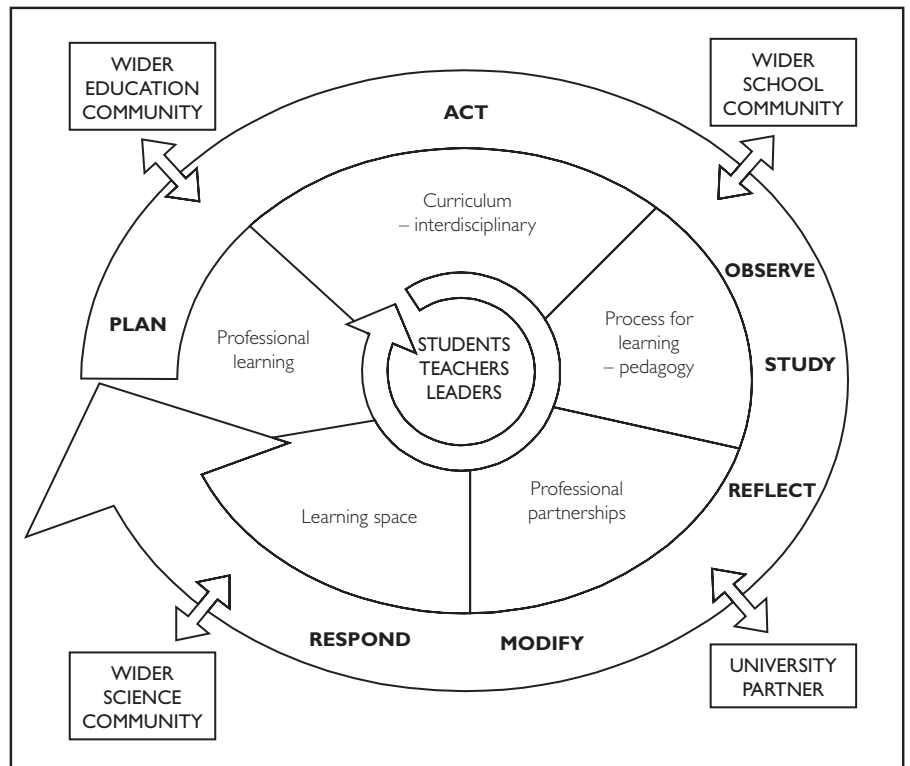 WIDER
EDUCATION
COMMUNITY
WIDER
SCHOOL
COMMUNITY
ACT
Curriculum
– interdisciplinary
OBSERVE
PLAN
Professional
learning
STUDENTS
TEACHERS
LEADERS
Process for
learning
– pedagogy
STUDY
REFLECT
Professional
partnerships
Learning space
RESPOND
MODIFY
WIDER
SCIENCE
COMMUNITY
UNIVERSITY
PARTNER